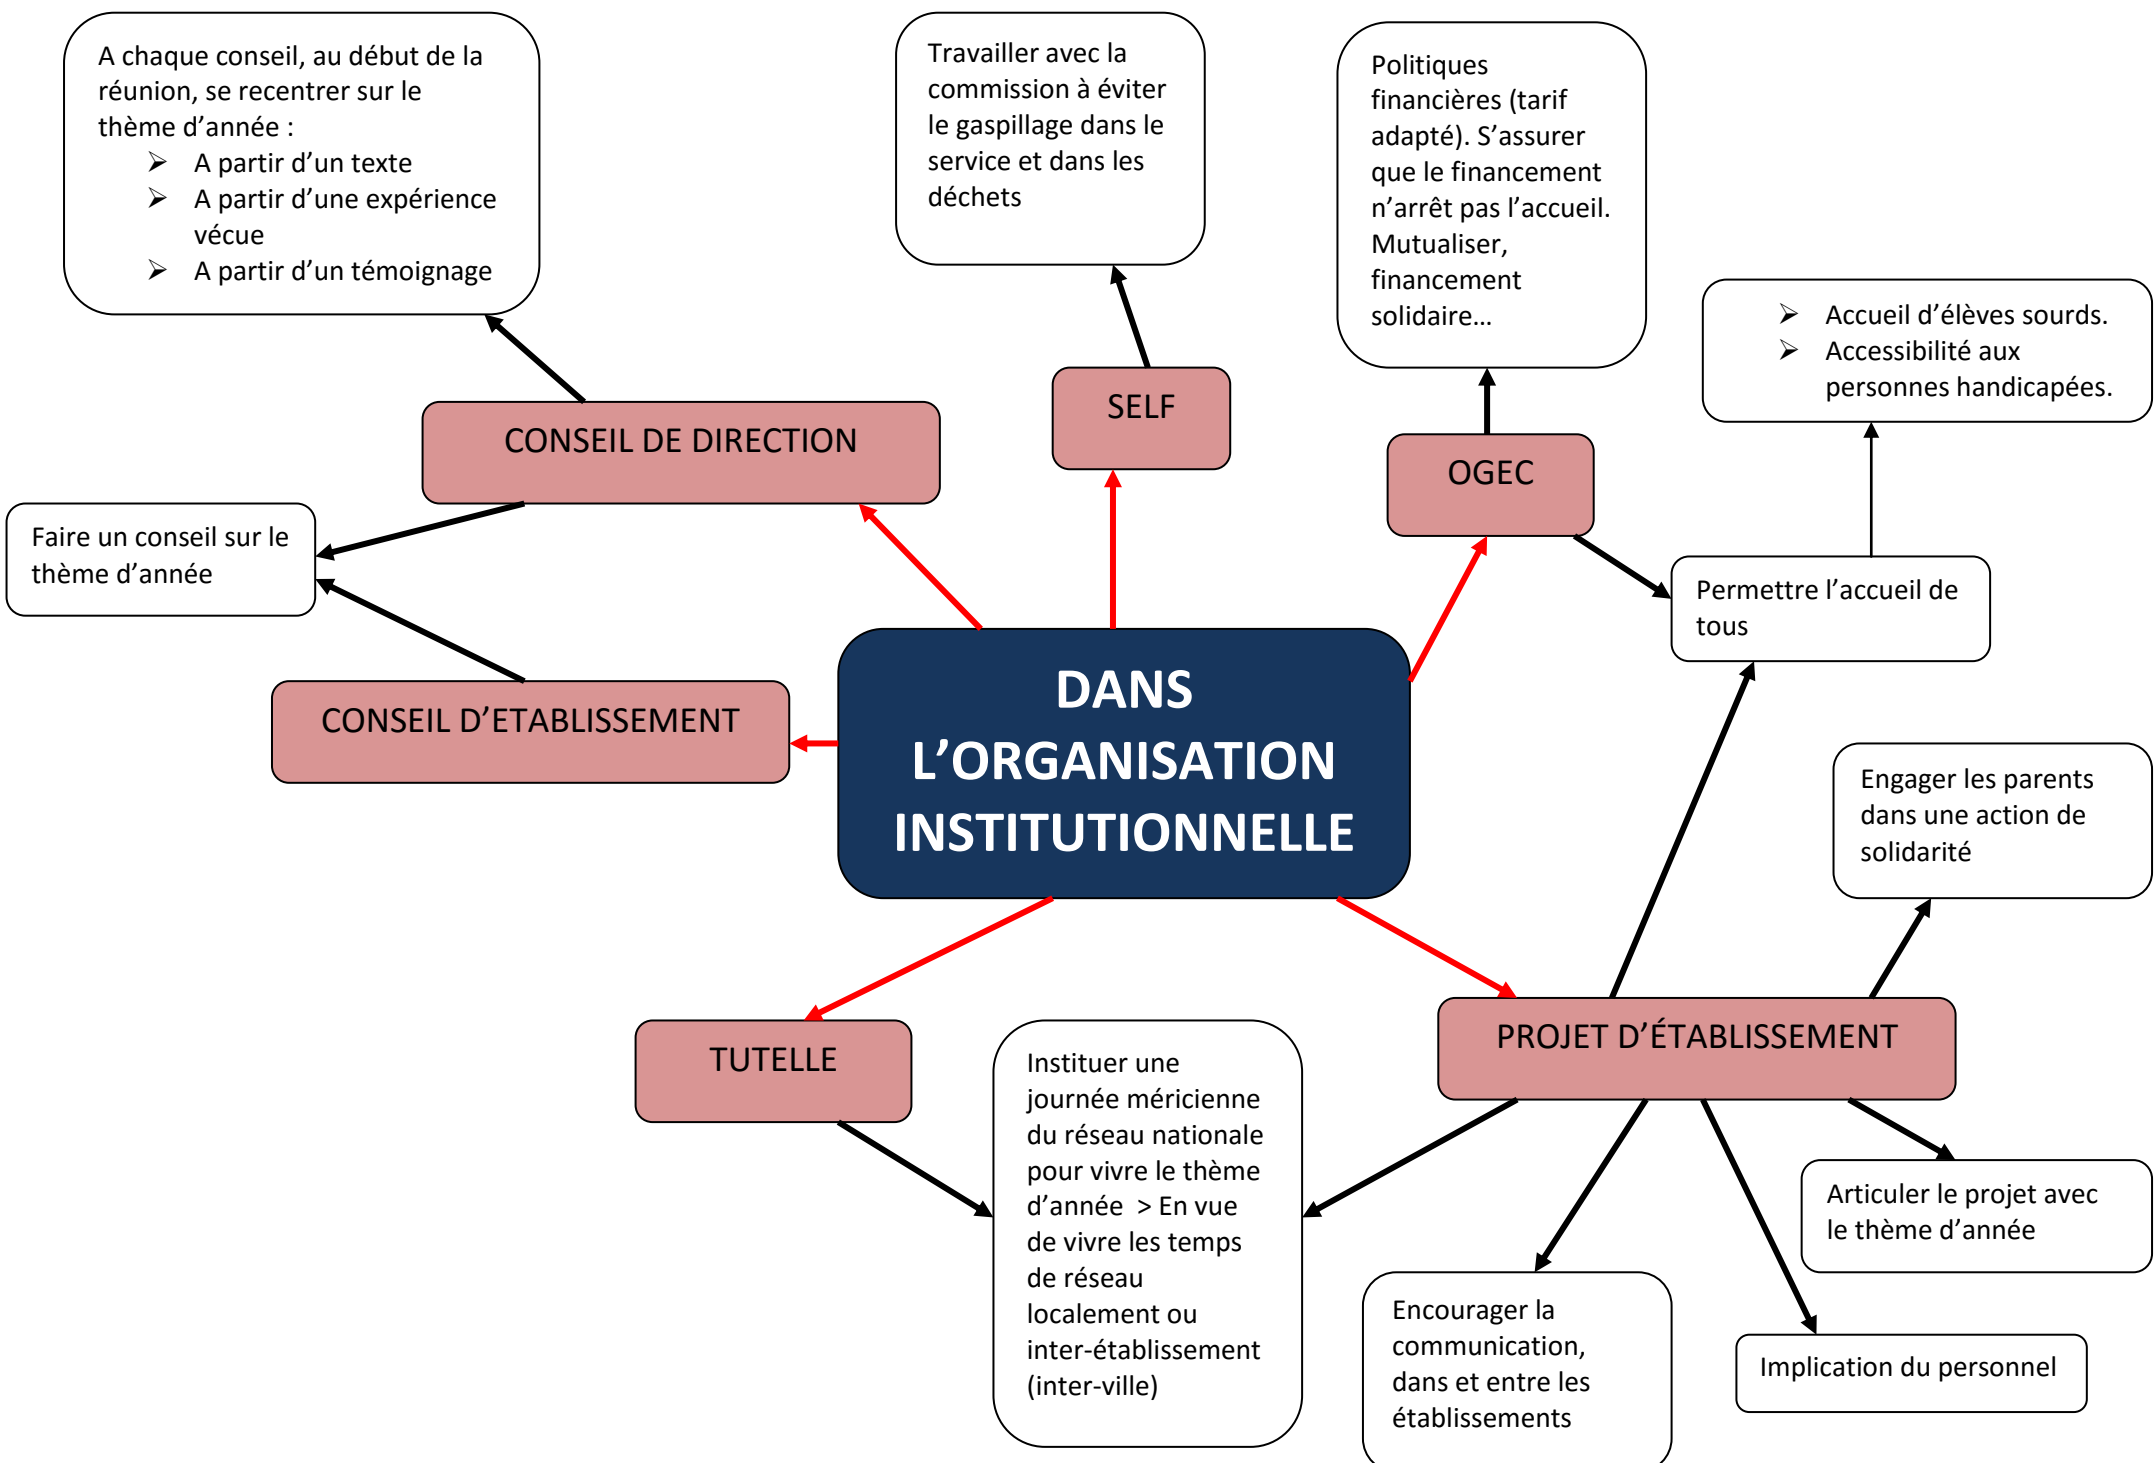 A chaque conseil, au début de la
réunion, se recentrer sur le
thème d’année :
➢ A partir d’un texte
➢ A partir d’une expérience
vécue
➢ A partir d’un témoignage
Travailler avec la
commission à éviter
le gaspillage dans le
service et dans les
déchets
Politiques
financières (tarif
adapté). S’assurer
que le financement
n’arrêt pas l’accueil.
Mutualiser,
financement
solidaire…
➢ Accueil d’élèves sourds.
➢ Accessibilité aux
personnes handicapées.
SELF
CONSEIL DE DIRECTION
OGEC
Faire un conseil sur le
thème d’année
Permettre l’accueil de
tous
CONSEIL D’ETABLISSEMENT
DANS
L’ORGANISATION
INSTITUTIONNELLE
Engager les parents
dans une action de
solidarité
TUTELLE
Instituer une
journée méricienne
du réseau nationale
pour vivre le thème
d’année  > En vue
de vivre les temps
de réseau
localement ou
inter-établissement
(inter-ville)
PROJET D’ÉTABLISSEMENT
Articuler le projet avec
le thème d’année
Encourager la
communication,
dans et entre les
établissements
Implication du personnel